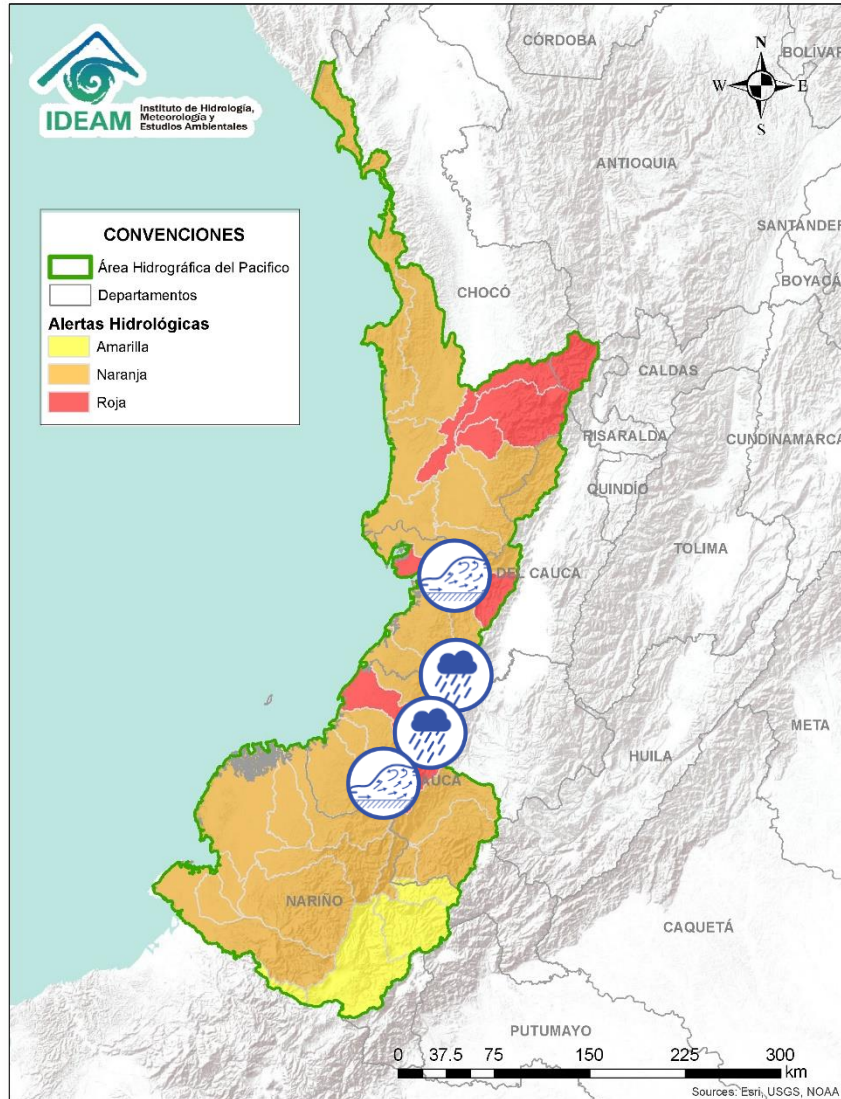 IDEAM
Instituto de Hidrología,
Meteorología y
Estudios Ambientales
CÓRDOBA
BOLÍVAR
N
W E
S
ANTIOQUIA
SANTANDER
BOYACÁ
CONVENCIONES
Área Hidrográfica del Pacifico
Departamentos
Alertas Hidrológicas
Amarilla
Naranja
Roja
CHOCÓ
CALDAS
RISARALDA
CUNDINAMARCA
QUINDÍO
TOLIMA
DEL CAUCA
META
HUILA
AUCA
NARIÑO
CAQUETÁ
PUTUMAYO
0 37.5 75 150 225 300
km
Sources: Esri, USGS, NOAA